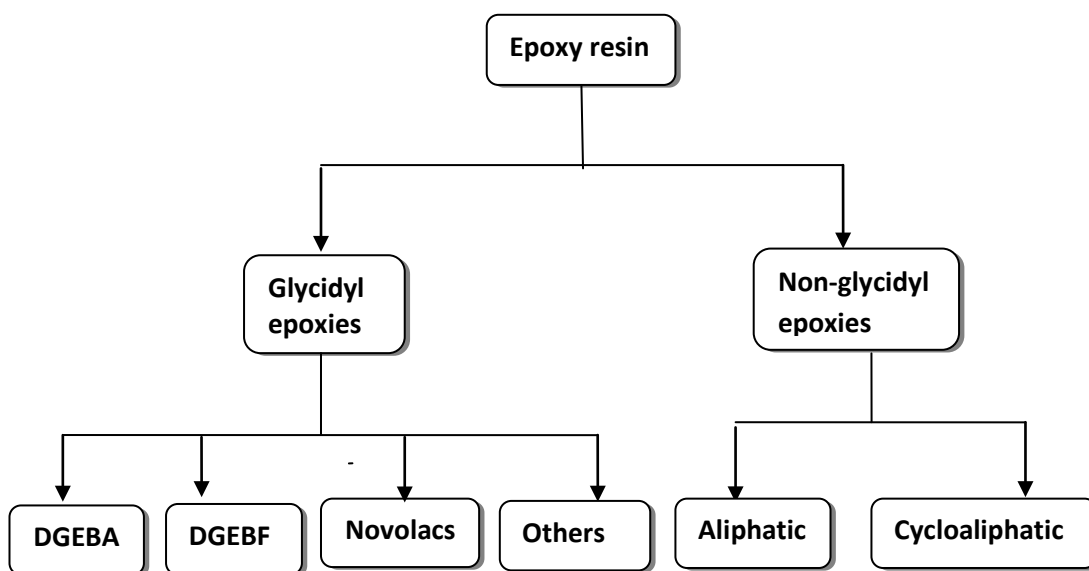 Epoxy resin
Glycidyl
epoxies
Non-glycidyl
epoxies
DGEBA
DGEBF
Novolacs
Others
Aliphatic
Cycloaliphatic